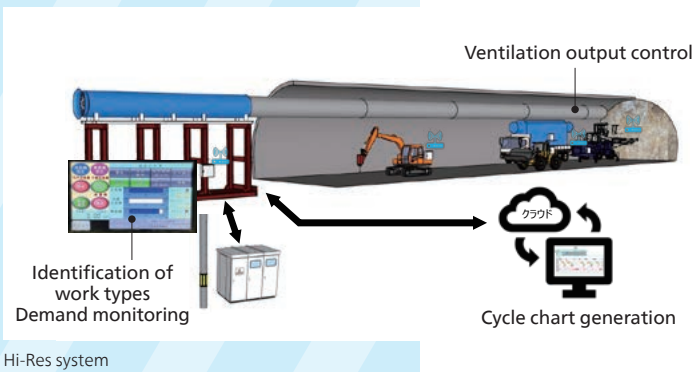 Ventilation output control
クラウド
Identification of
work types
Demand monitoring
Cycle chart generation
Hi-Res system